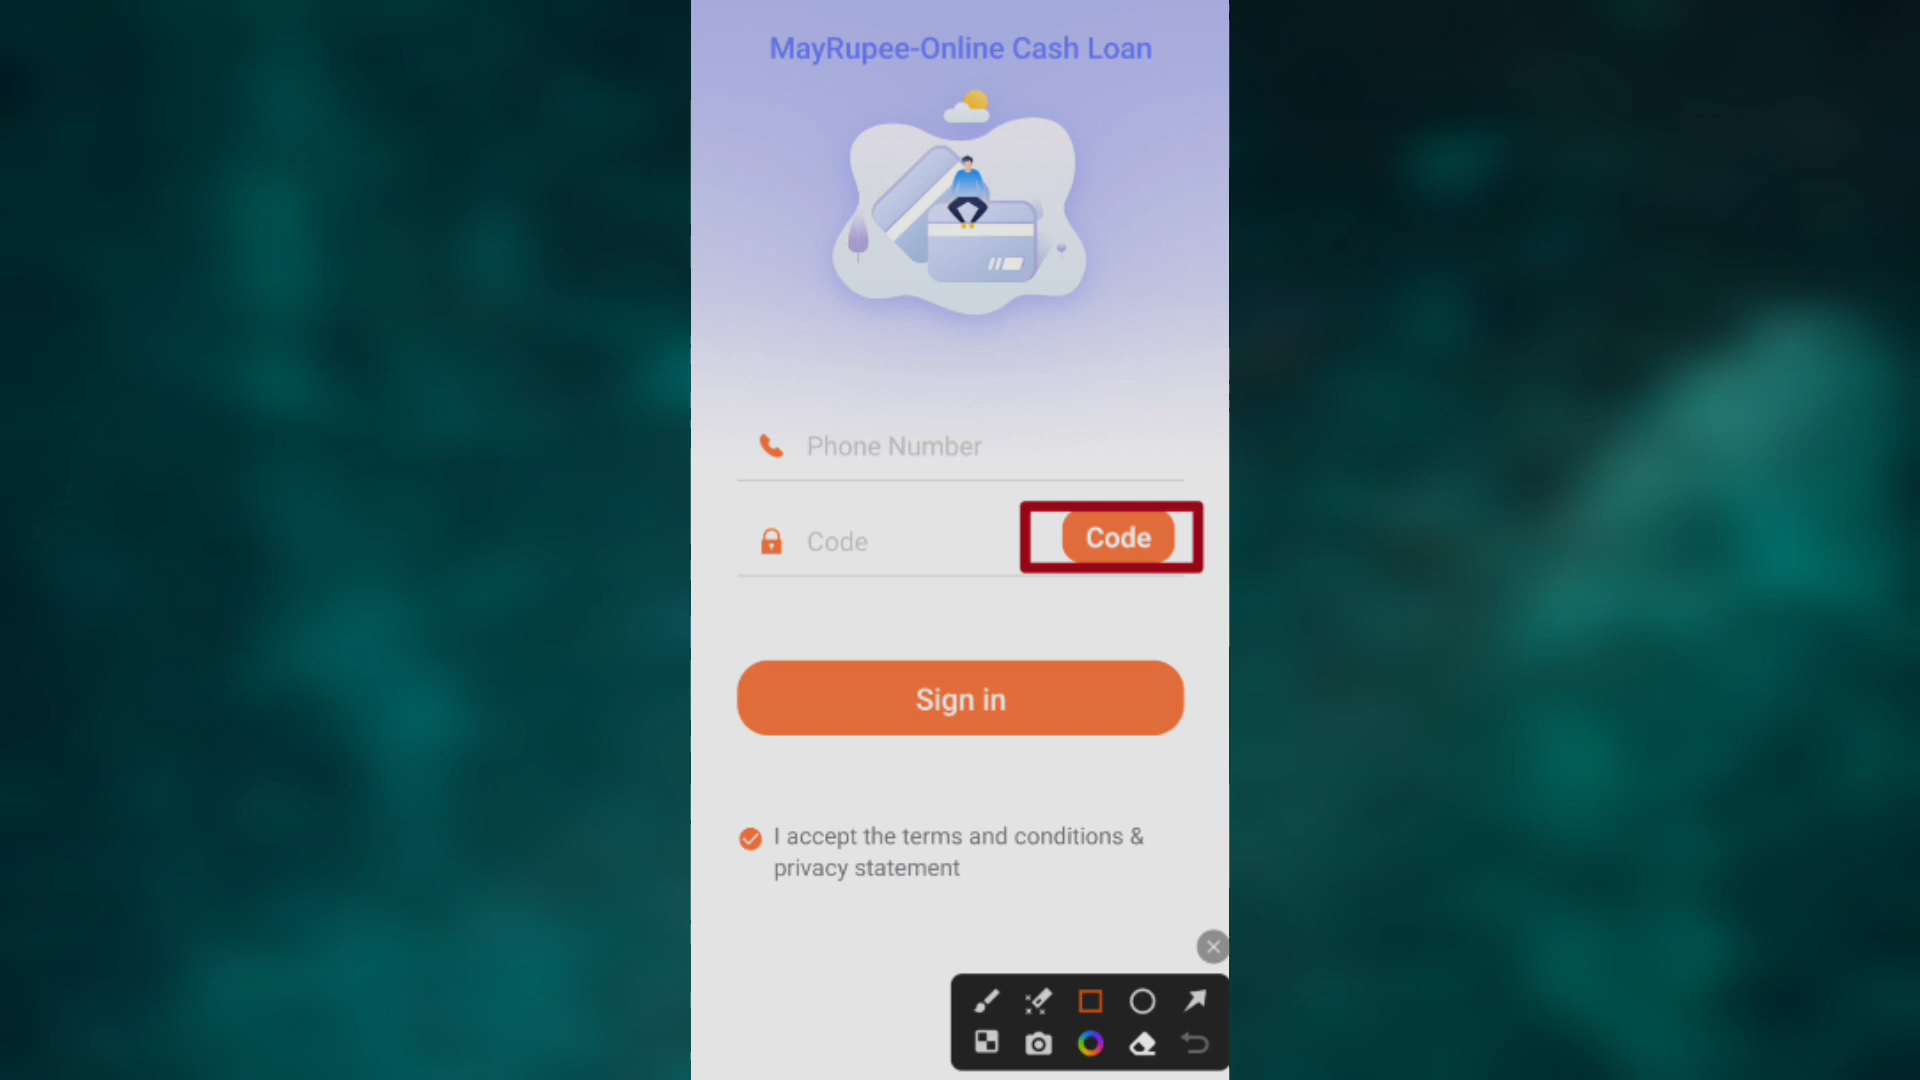 MayRupee-Online Cash Loan
Phone Number
Code
Code
Sign in
I accept the terms and conditions &
privacy statement